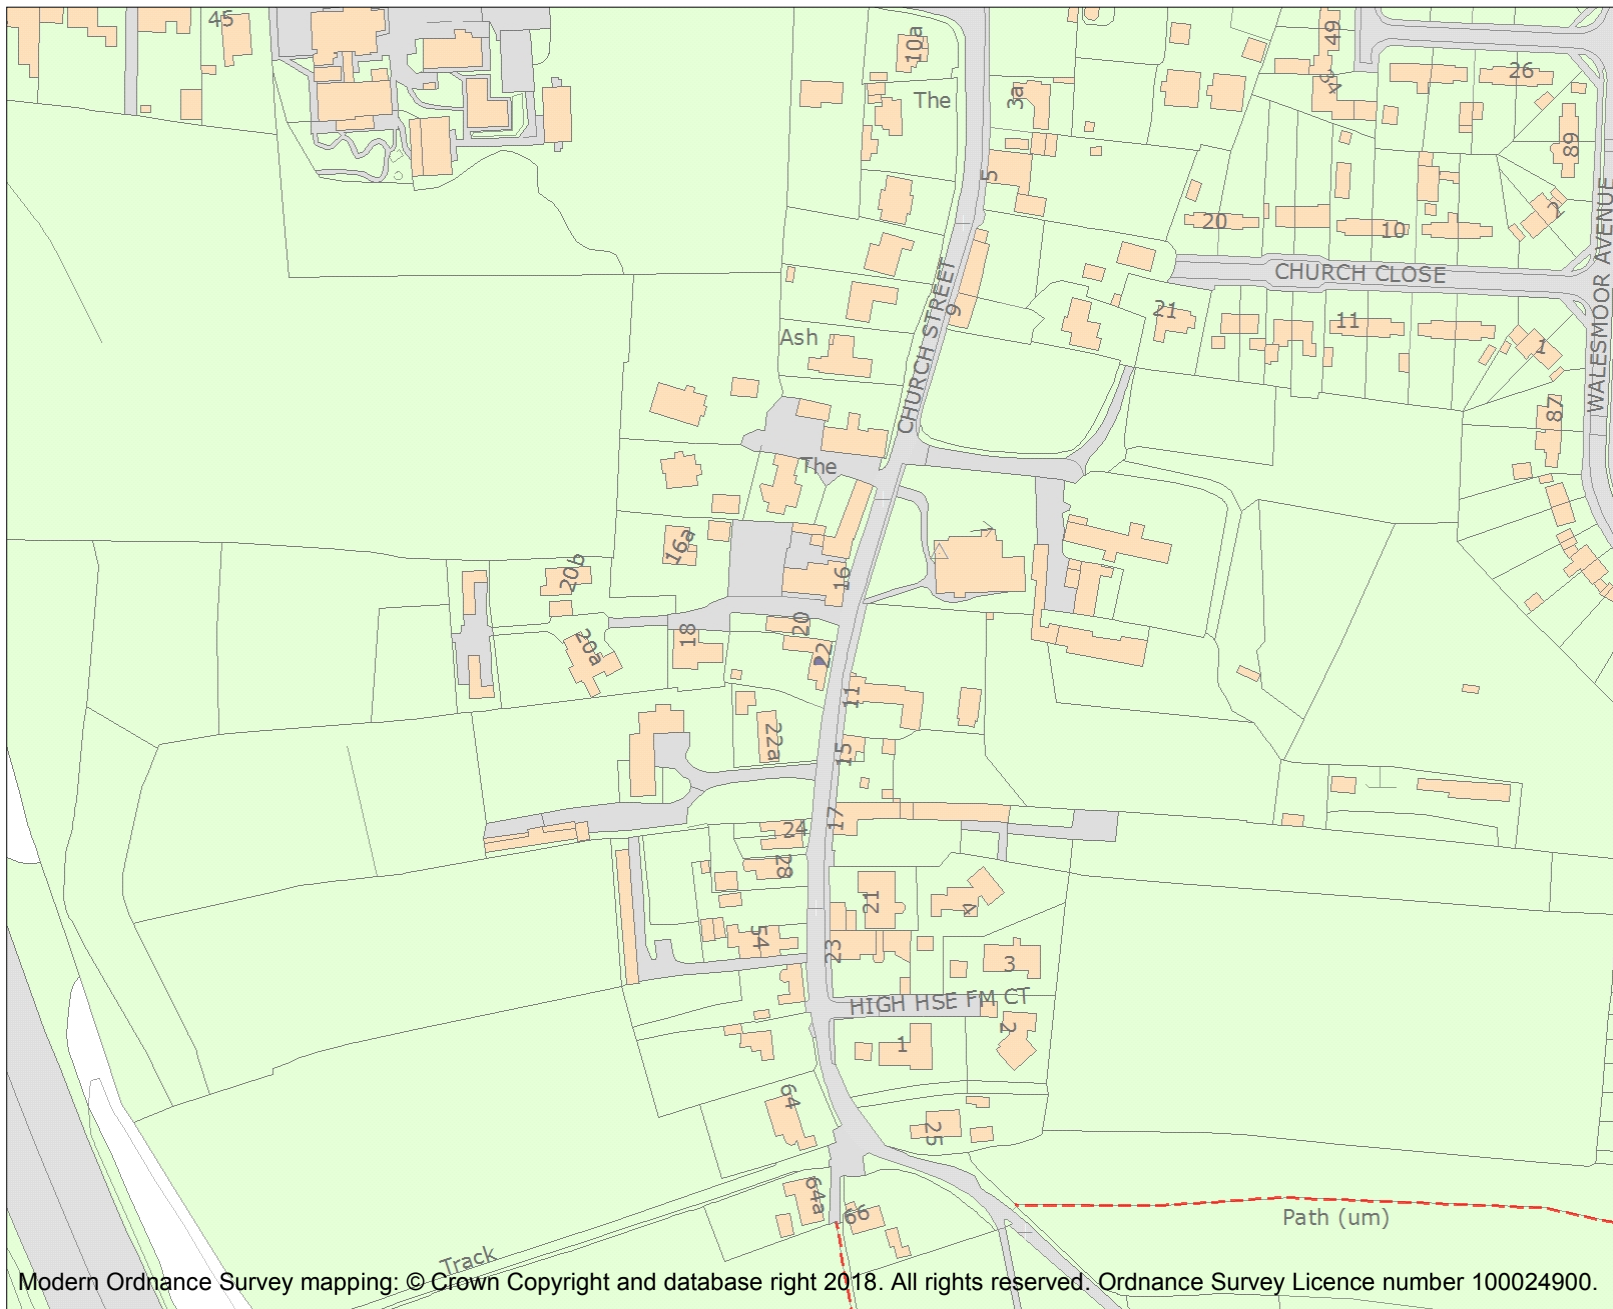 45
10a
49
The
3a
34
26
89
5
20
10
2
WALESMOOR AVENUE
CHURCH CLOSE
CHURCH STREET
9
21
11
1
Ash
87
The
16a
20b
16
20
18
20a
22
11
22a
15
17
24
28
21
4
54
23
3
HIGH HSE FM CT
2
1
64
25
64a
66
Path (um)
Track
Modern Ordnance Survey mapping: © Crown Copyright and database right 2018. All rights reserved. Ordnance Survey Licence number 100024900.